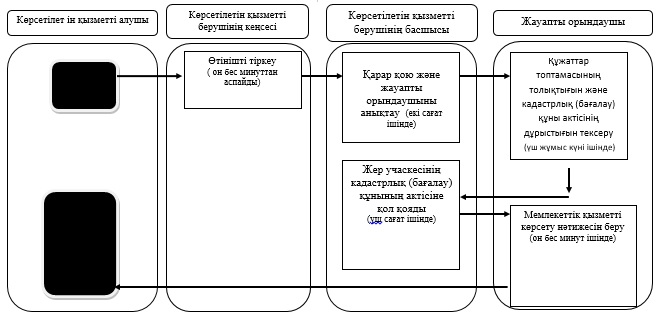 Көрсетілет ін қызметті алушы
Көрсетілетін қызметті
берушінің кеңсесі
Көрсетілетін қызметті
берушінің басшысы
Жауапты орындаушы
Өтінішті тіркеу
( он бес минуттан
аспайды)
Қарар қою және
жауапты
орындаушыны
анықтау (екі сағат
ішінде)
Құжаттар
топтамасының
толықтығын және
кадастрлық (бағалау)
құны актісінің
дұрыстығын тексеру
(үш жұмыс күні ішінде)
Жер учаскесінің
кадастрлық (бағалау)
құнының актісіне
қол қояды
(үш сағат ішінде)
Мемлекеттік қызметті
көрсету нәтижесін беру
(он бес минут ішінде)